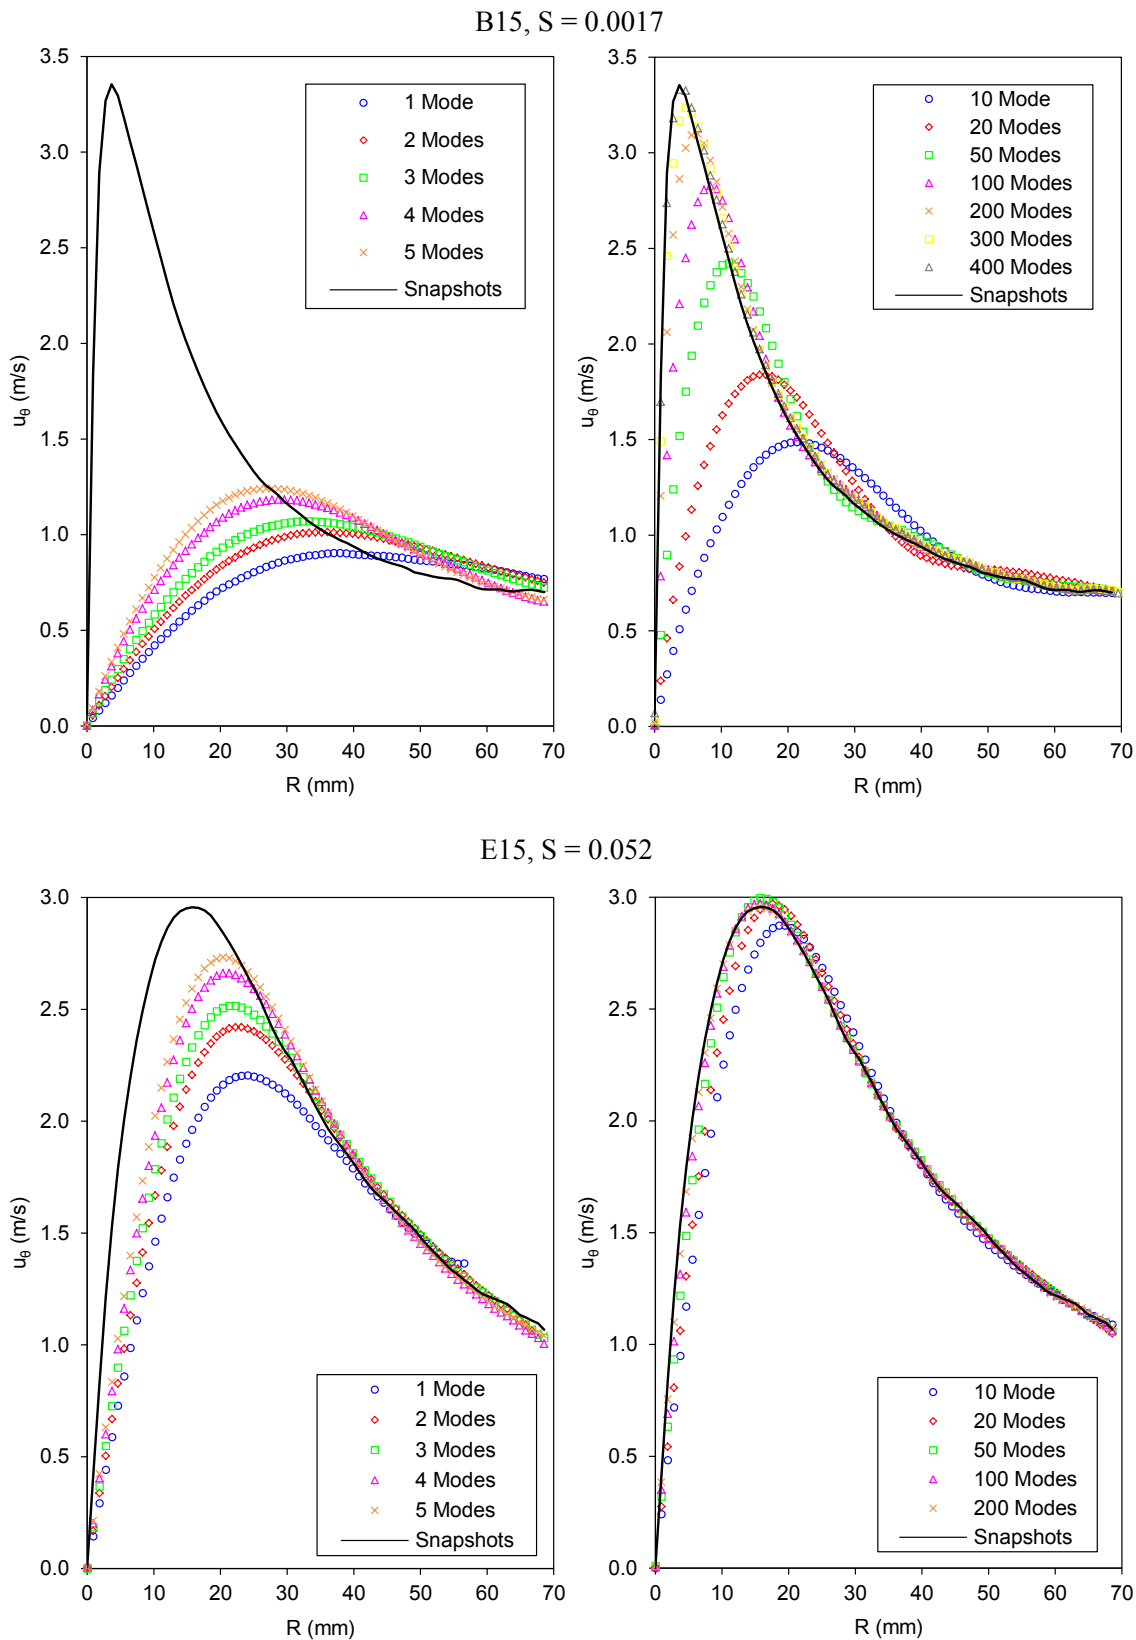 B15, S = 0.0017
3.5
3.0
2.5
2.0
1.5
1.0
0.5
0.0
u_θ (m/s)
0 10 20 30 40 50 60 70
R (mm)
1 Mode
2 Modes
3 Modes
4 Modes
5 Modes
Snapshots
3.5
3.0
2.5
2.0
1.5
1.0
0.5
0.0
u_θ (m/s)
0 10 20 30 40 50 60 70
R (mm)
10 Mode
20 Modes
50 Modes
100 Modes
200 Modes
300 Modes
400 Modes
Snapshots
E15, S = 0.052
3.0
2.5
2.0
1.5
1.0
0.5
0.0
u_θ (m/s)
0 10 20 30 40 50 60 70
R (mm)
1 Mode
2 Modes
3 Modes
4 Modes
5 Modes
Snapshots
3.0
2.5
2.0
1.5
1.0
0.5
0.0
u_θ (m/s)
0 10 20 30 40 50 60 70
R (mm)
10 Mode
20 Modes
50 Modes
100 Modes
200 Modes
Snapshots